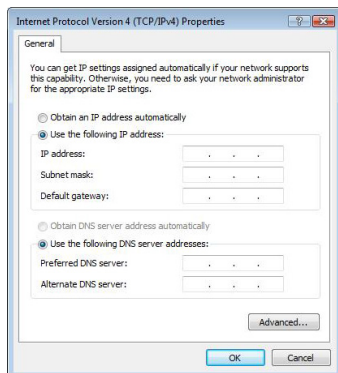 Internet Protocol Version 4 (TCP/IPv4) Properties
General
You can get IP settings assigned automatically if your network supports
this capability. Otherwise, you need to ask your network administrator
for the appropriate IP settings.
Obtain an IP address automatically
Use the following IP address:
IP address:
Subnet mask:
Default gateway:
Obtain DNS server address automatically
Use the following DNS server addresses:
Preferred DNS server:
Alternate DNS server:
Advanced...
OK Cancel